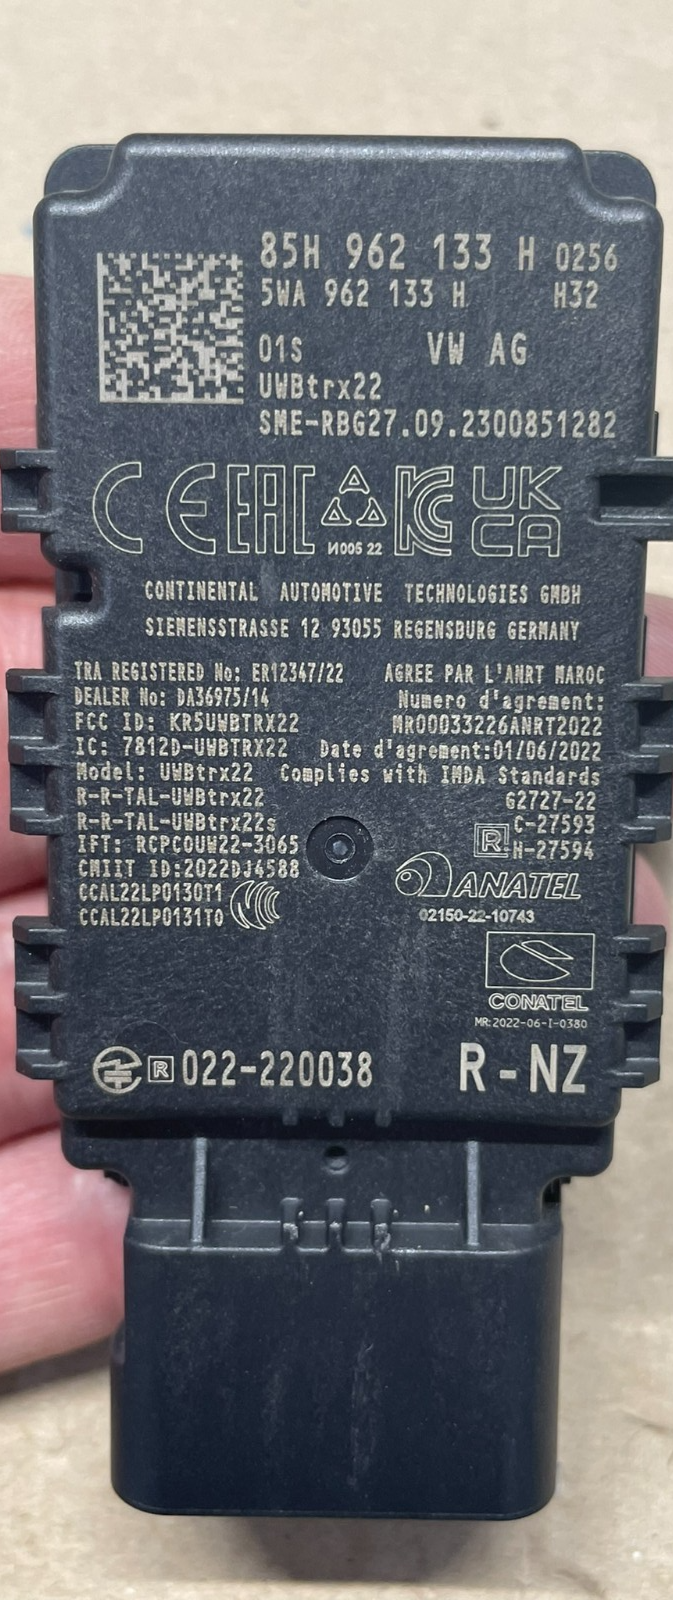 85H 962 133 H 0256
5WA 962 133 H H32
01S VW AG
UWBtrx22
SME-RBG27.09.2300851282
CE EAC KC UK
CA
И005 22
CONTINENTAL AUTOMOTIVE TECHNOLOGIES GMBH
SIEMENSSTRASSE 12 93055 REGENSBURG GERMANY
TRA REGISTERED No: ER12347/22 AGREE PAR L'ANRT MAROC
DEALER No: DA36975/14 Numero d'agrement:
FCC ID: KR5UWBTRX22 MR00033226ANRT2022
IC: 7812D-UWBTRX22 Date d'agrement:01/06/2022
Model: UWBtrx22 Complies with IMDA Standards
R-R-TAL-UWBtrx22 G2727-22
R-R-TAL-UWBtrx22s R C-27593
IFT: RCPCOUW22-3065 H-27594
CMIIT ID:2022DJ4588
CCAL22LP0130T1 ANATEL
CCAL22LP0131T0 02150-22-10743
CONATEL
MR:2022-06-I-0380
R 022-220038 R-NZ